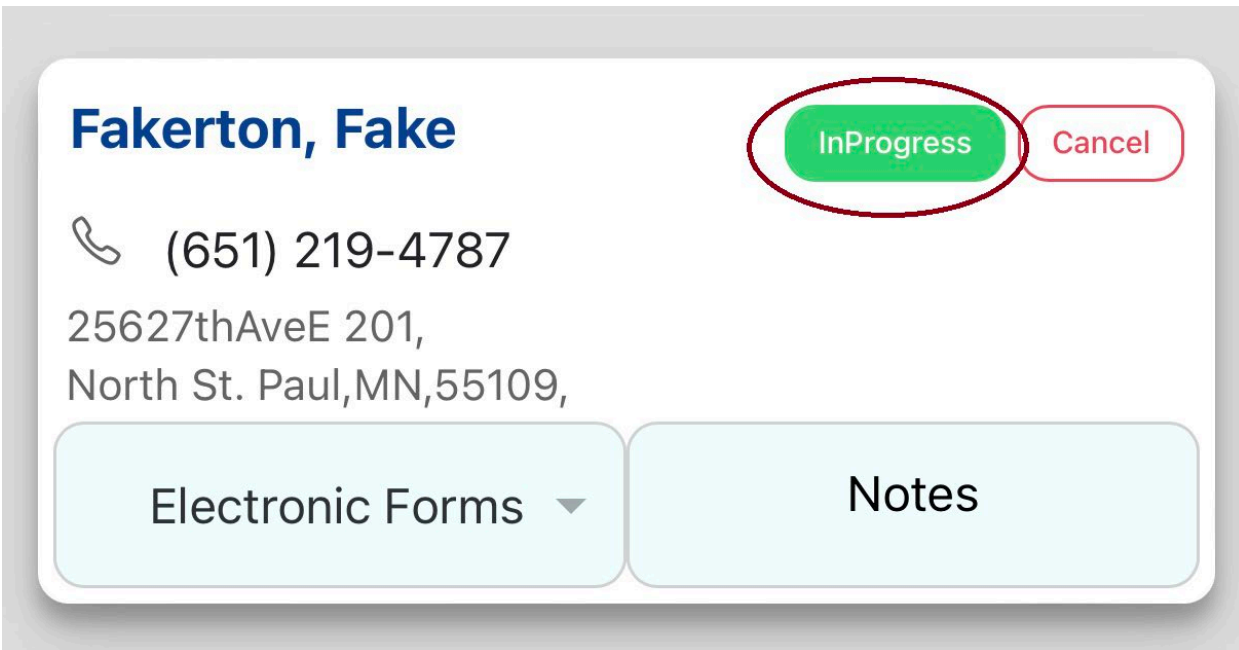 Fakerton, Fake
InProgress
Cancel
(651) 219-4787
25627thAveE 201,
North St. Paul,MN,55109,
Electronic Forms
Notes